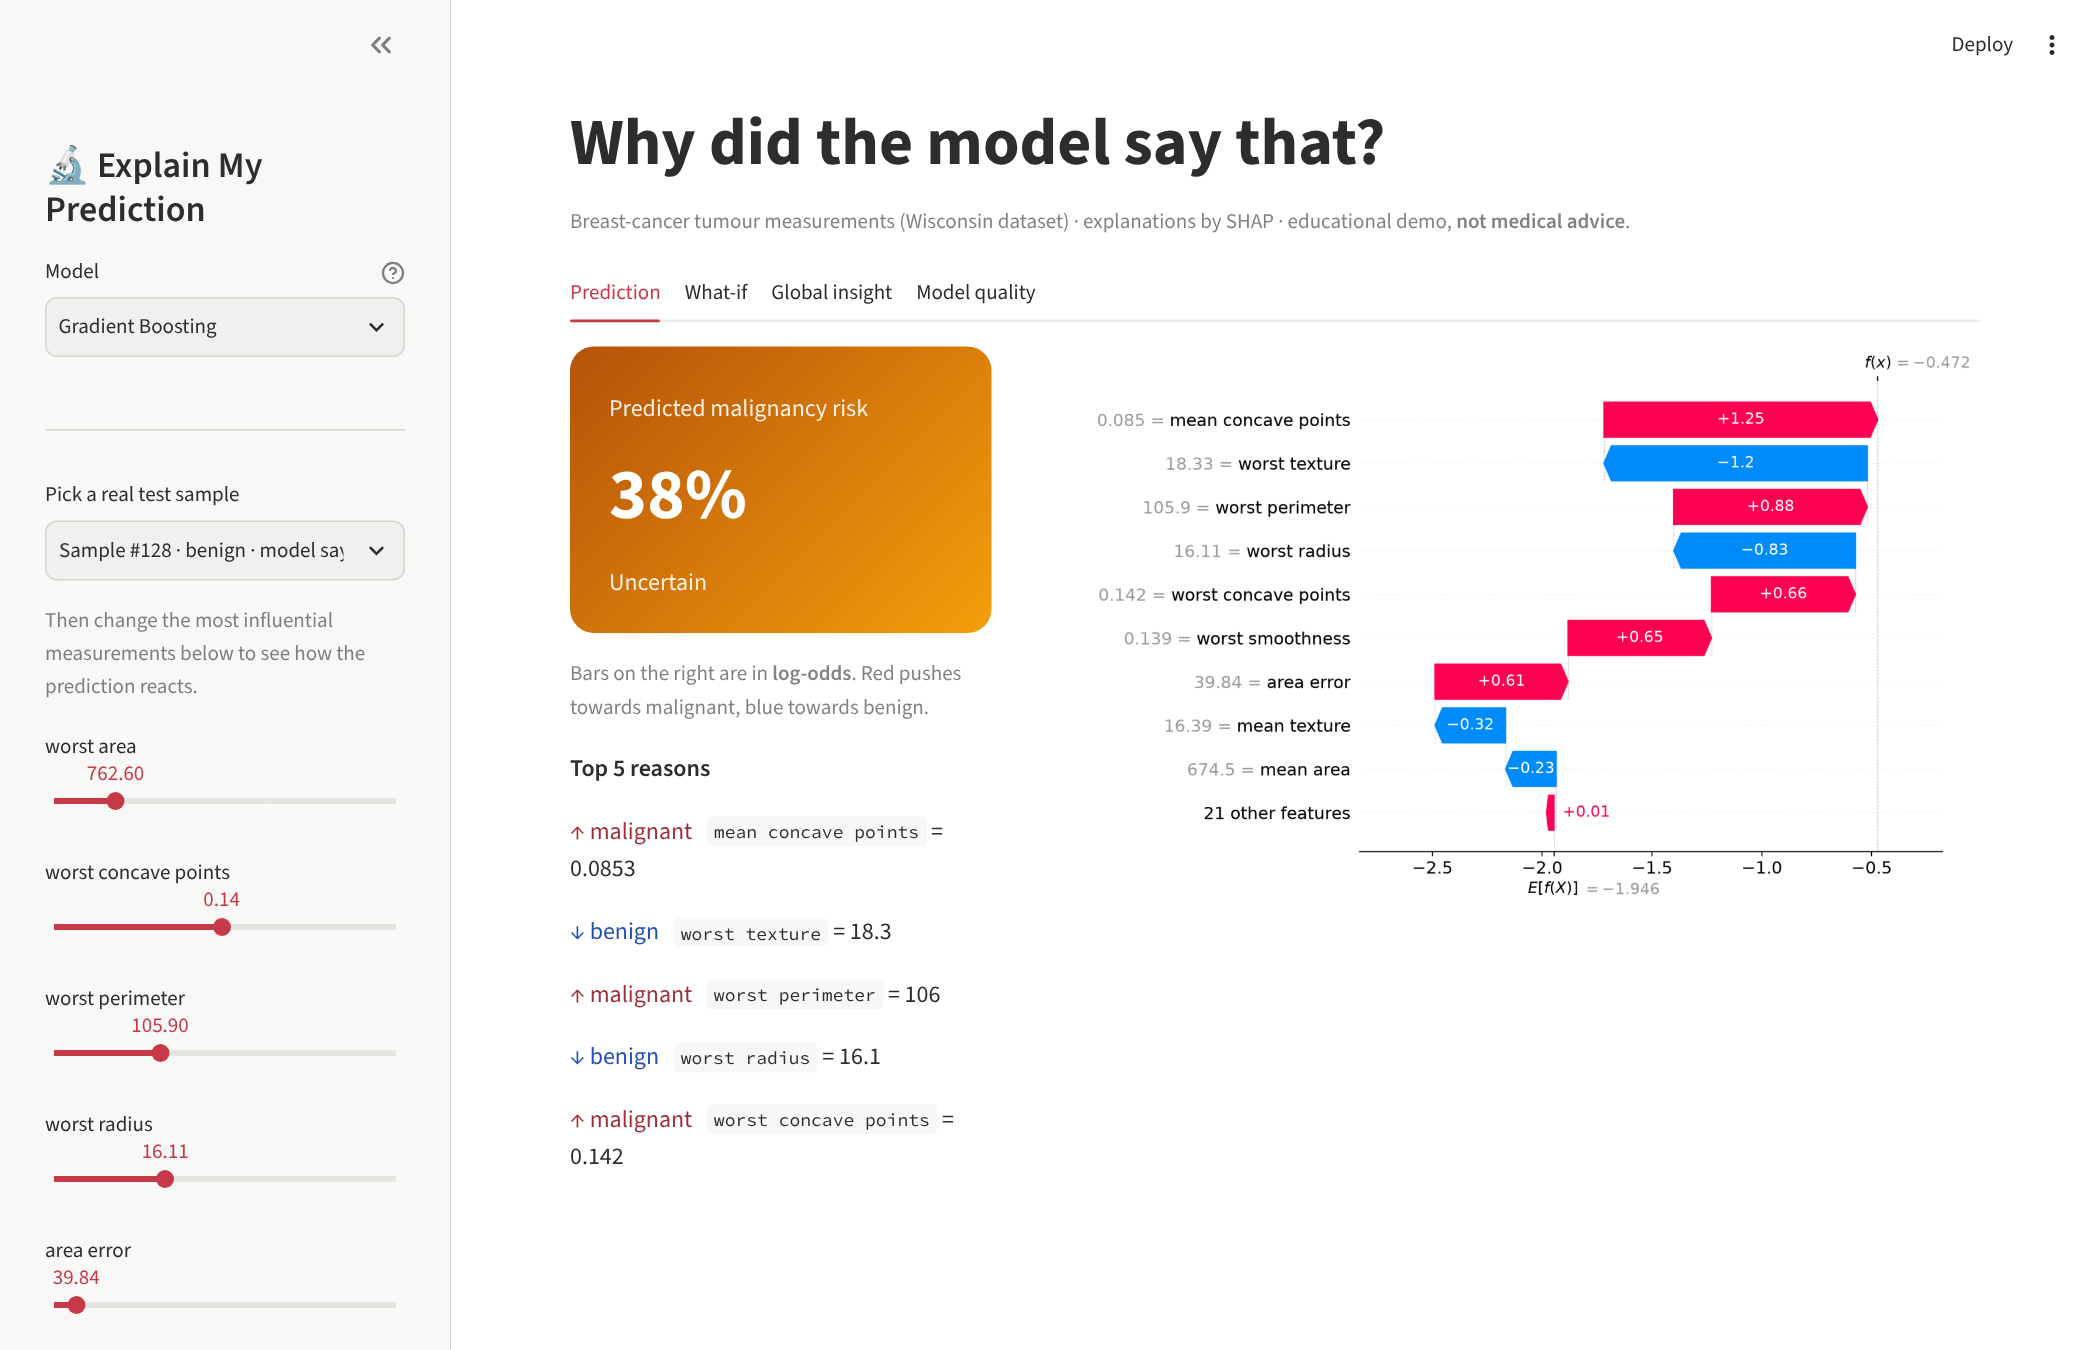 Deploy
🔬 Explain My
Prediction
Model
Gradient Boosting
Pick a real test sample
Sample #128 · benign · model say
Then change the most influential
measurements below to see how the
prediction reacts.
worst area
762.60
worst concave points
0.14
worst perimeter
105.90
worst radius
16.11
area error
39.84
Why did the model say that?
Breast-cancer tumour measurements (Wisconsin dataset) · explanations by SHAP · educational demo, not medical advice.
Prediction What-if Global insight Model quality
Predicted malignancy risk
38%
Uncertain
Bars on the right are in log-odds. Red pushes
towards malignant, blue towards benign.
Top 5 reasons
↑ malignant mean concave points =
0.0853
↓ benign worst texture = 18.3
↑ malignant worst perimeter = 106
↓ benign worst radius = 16.1
↑ malignant worst concave points =
0.142
f(x) = −0.472
0.085 = mean concave points +1.25
18.33 = worst texture −1.2
105.9 = worst perimeter +0.88
16.11 = worst radius −0.83
0.142 = worst concave points +0.66
0.139 = worst smoothness +0.65
39.84 = area error +0.61
16.39 = mean texture −0.32
674.5 = mean area −0.23
21 other features +0.01
−2.5 −2.0 −1.5 −1.0 −0.5
E[f(X)] = −1.946